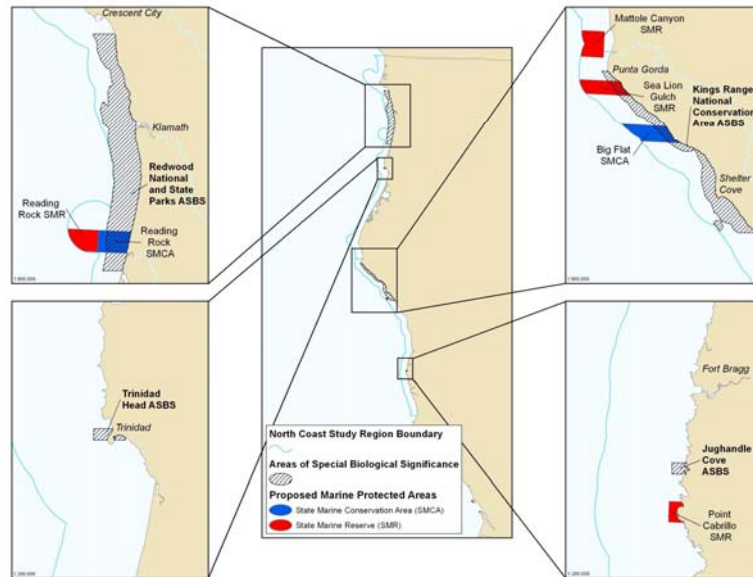 Crescent City
Klamath
Redwood
National
and State
Parks ASBS
Reading
Rock SMR
Reading
Rock
SMCA
Mattole Canyon
SMR
Punta Gorda
Sea Lion
Gulch
SMR
Kings Range
National
Conservation
Area ASBS
Big Flat
SMCA
Shelter
Cove
Trinidad
Head ASBS
Trinidad
North Coast Study Region Boundary
Areas of Special Biological Significance
Proposed Marine Protected Areas
State Marine Conservation Area (SMCA)
State Marine Reserve (SMR)
Fort Bragg
Jughandle
Cove
ASBS
Point
Cabrillo
SMR